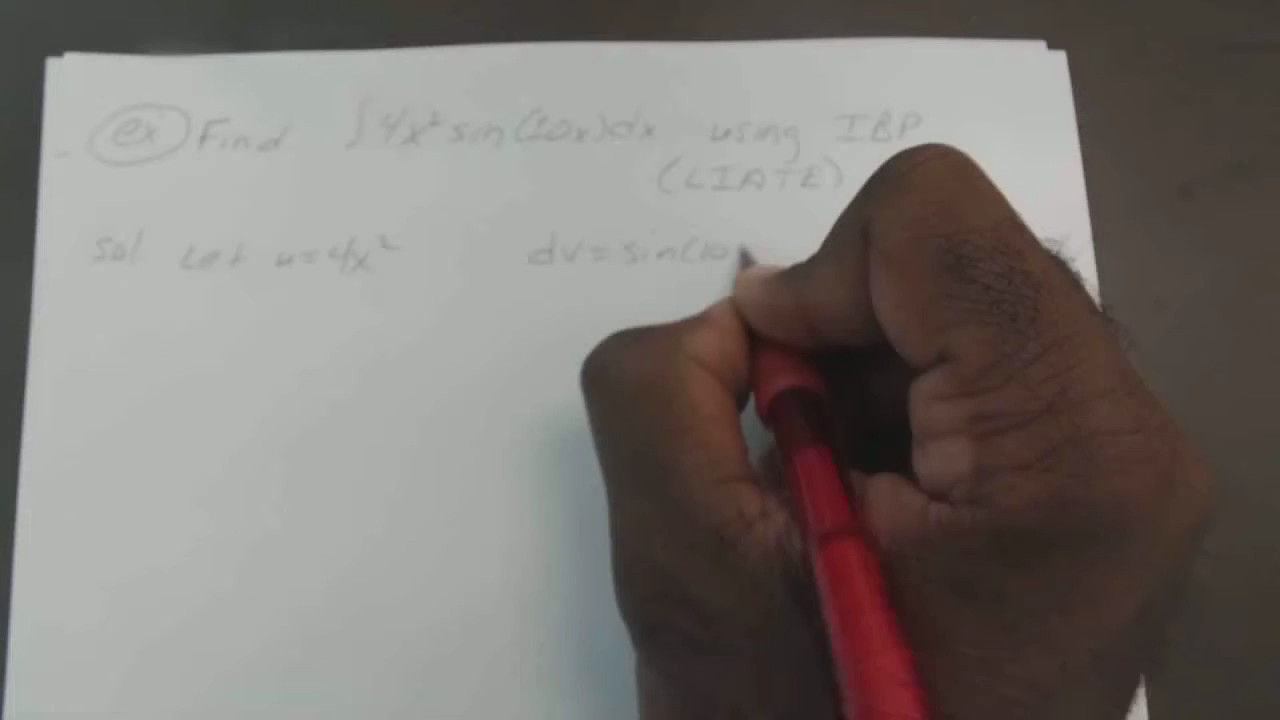 ex Find ∫4x² sin(10x)dx using IBP
(LIATE)
Sol Let u=4x² dv=sin(10